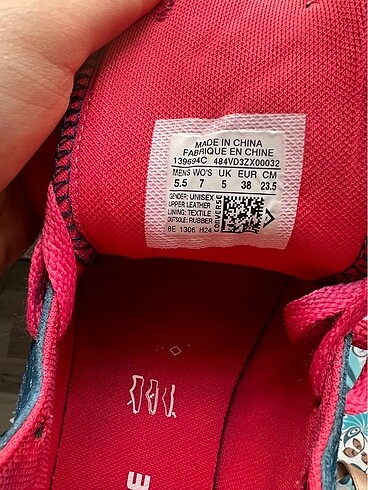 MADE IN CHINA
FABRIQUE EN CHINE
139694C 484VD3ZX00032
MENS WO'S UK EUR CM
5.5 7 5 38 23.5
GENDER: UNISEX
UPPER LEATHER
LINING: TEXTILE
OUTSOLE: RUBBER
CONVERSE
8E 1306 H24
E